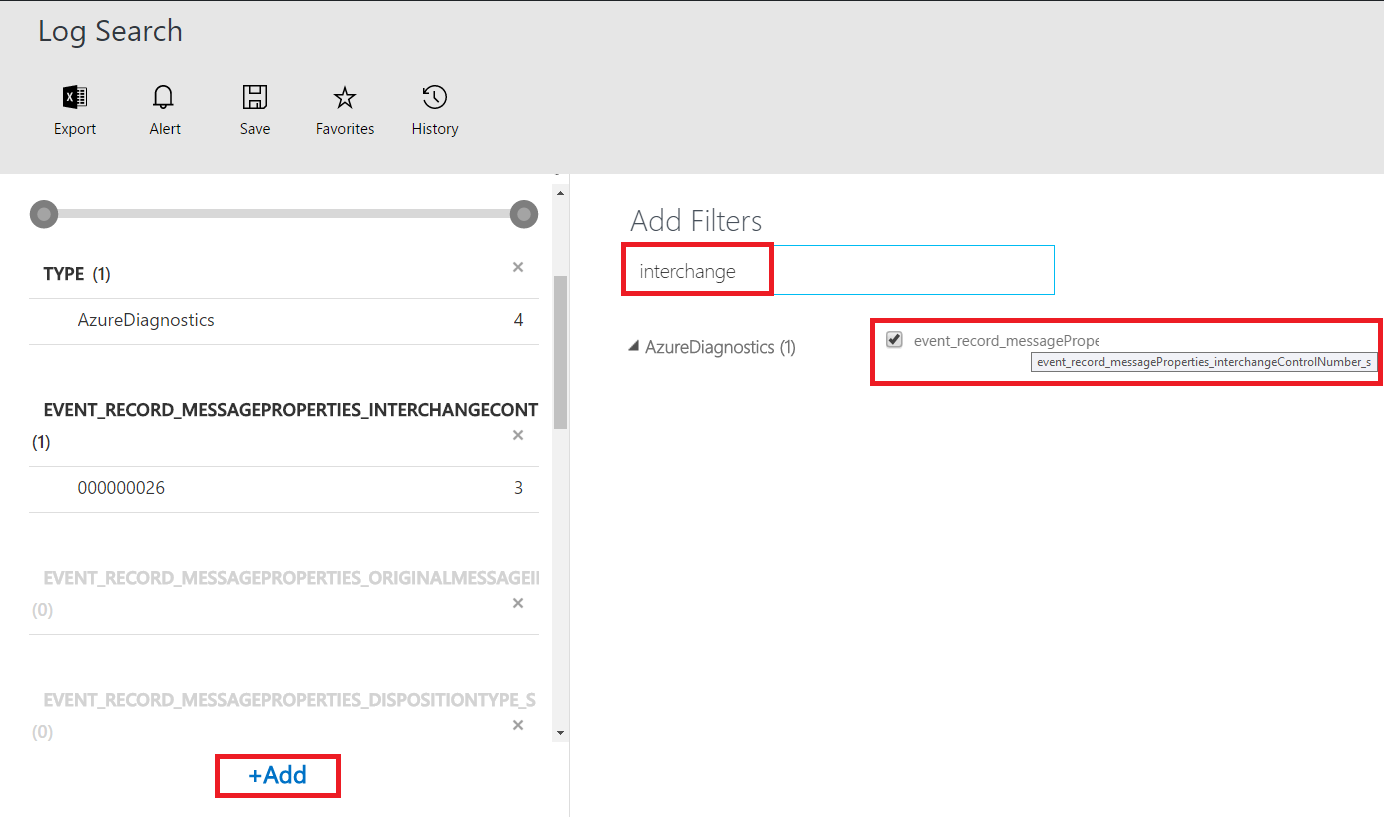 Log Search
Export Alert Save Favorites History
TYPE (1)
AzureDiagnostics 4
EVENT_RECORD_MESSAGEPROPERTIES_INTERCHANGECONT
(1)
000000026 3
EVENT_RECORD_MESSAGEPROPERTIES_ORIGINALMESSAGEI
(0)
EVENT_RECORD_MESSAGEPROPERTIES_DISPOSITIONTYPE_S
(0)
+Add
Add Filters
interchange
AzureDiagnostics (1)
event_record_messagePrope
event_record_messageProperties_interchangeControlNumber_s